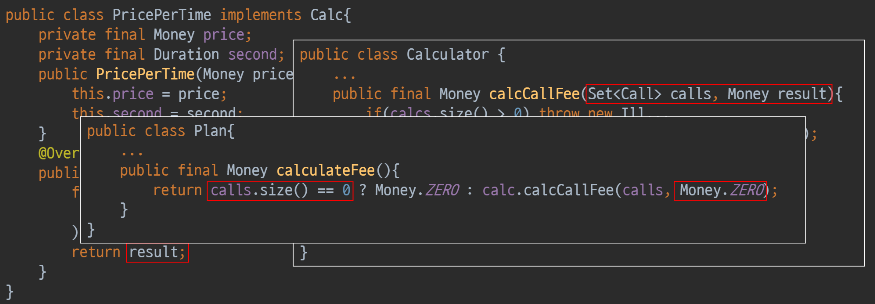 public class PricePerTime implements Calc{
private final Money price;
private final Duration second;
public PricePerTime(Money price
this.price = price;
this.second = second;
}
@Over
publi
f
)
return result;
}
}
public class Calculator {
...
public final Money calcCallFee(Set<Call> calls, Money result){
if(calcs.size() > 0) throw new Ill...
);
}
public class Plan{
...
public final Money calculateFee(){
return calls.size() == 0 ? Money.ZERO : calc.calcCallFee(calls, Money.ZERO);
}
}